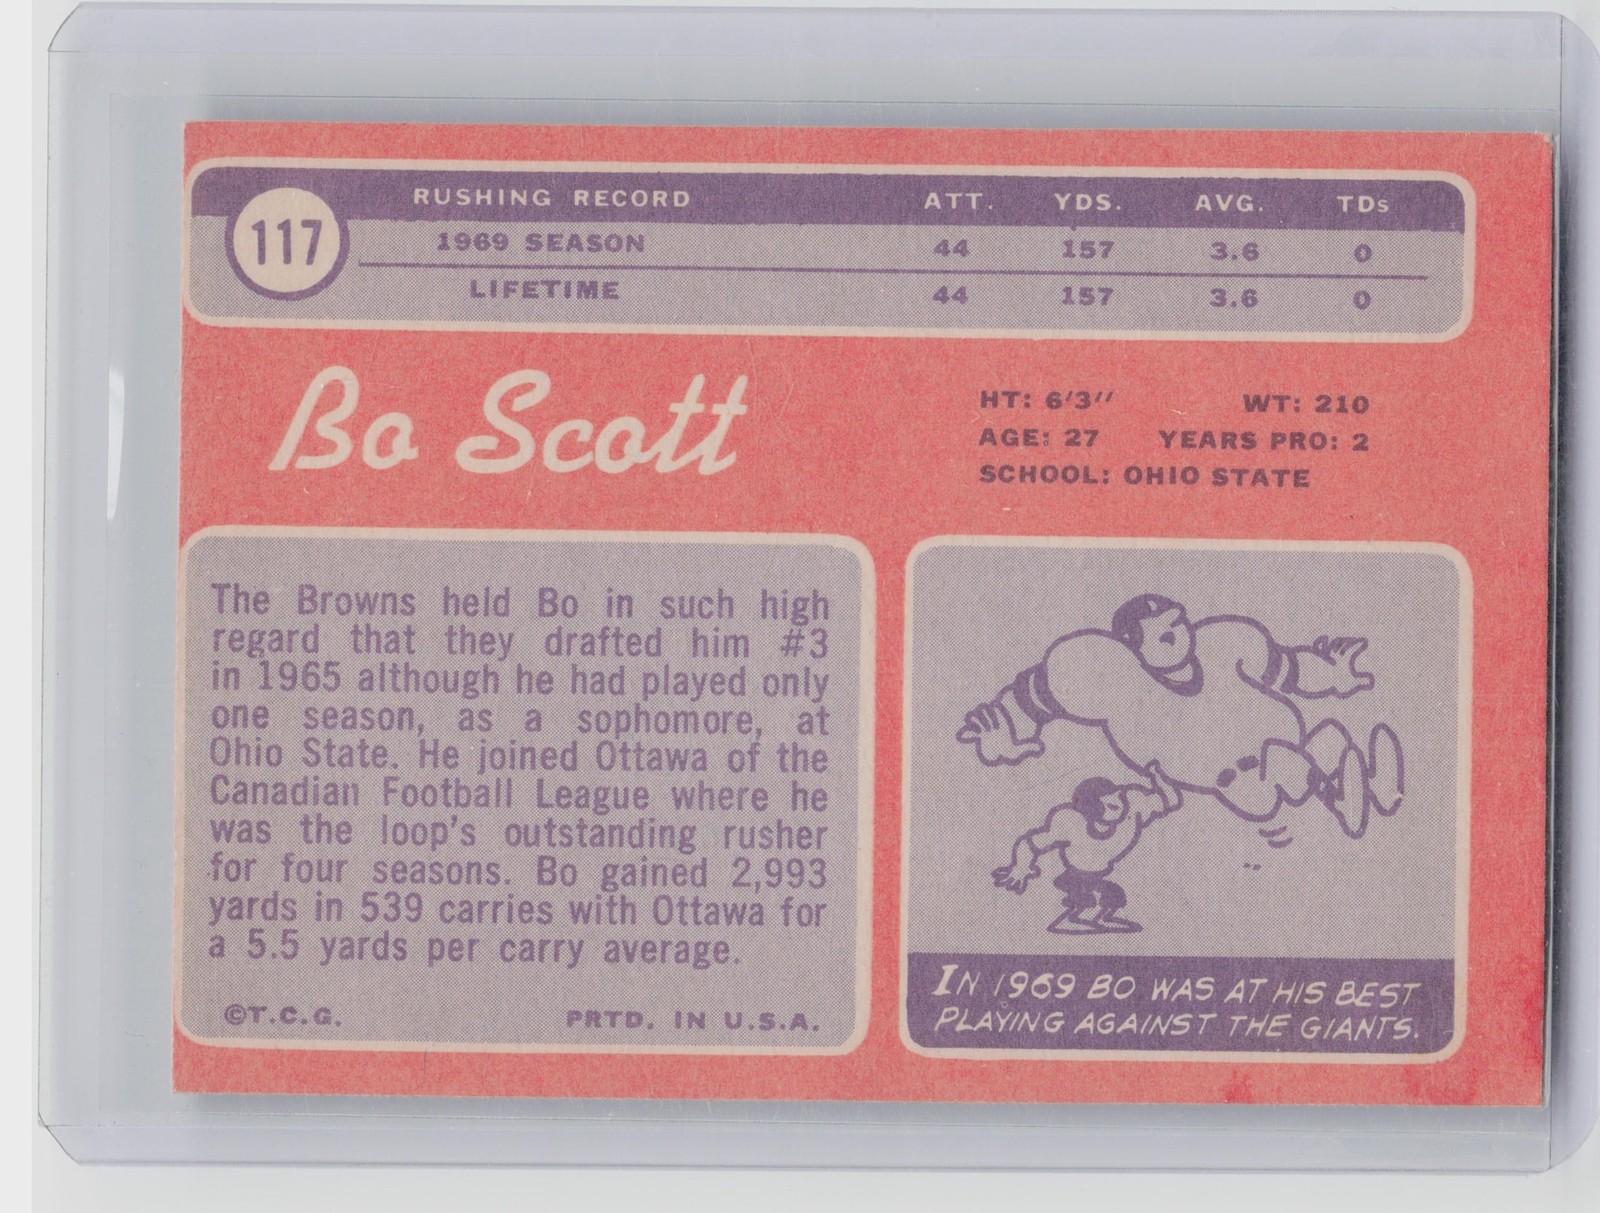 117
RUSHING RECORD ATT. YDS. AVG. TDs
1969 SEASON 44 157 3.6 0
LIFETIME 44 157 3.6 0
Bo Scott
HT: 6'3" WT: 210
AGE: 27 YEARS PRO: 2
SCHOOL: OHIO STATE
The Browns held Bo in such high
regard that they drafted him #3
in 1965 although he had played only
one season, as a sophomore, at
Ohio State. He joined Ottawa of the
Canadian Football League where he
was the loop's outstanding rusher
for four seasons. Bo gained 2,993
yards in 539 carries with Ottawa for
a 5.5 yards per carry average.
©T.C.G. PRTD. IN U.S.A.
IN 1969 BO WAS AT HIS BEST
PLAYING AGAINST THE GIANTS.